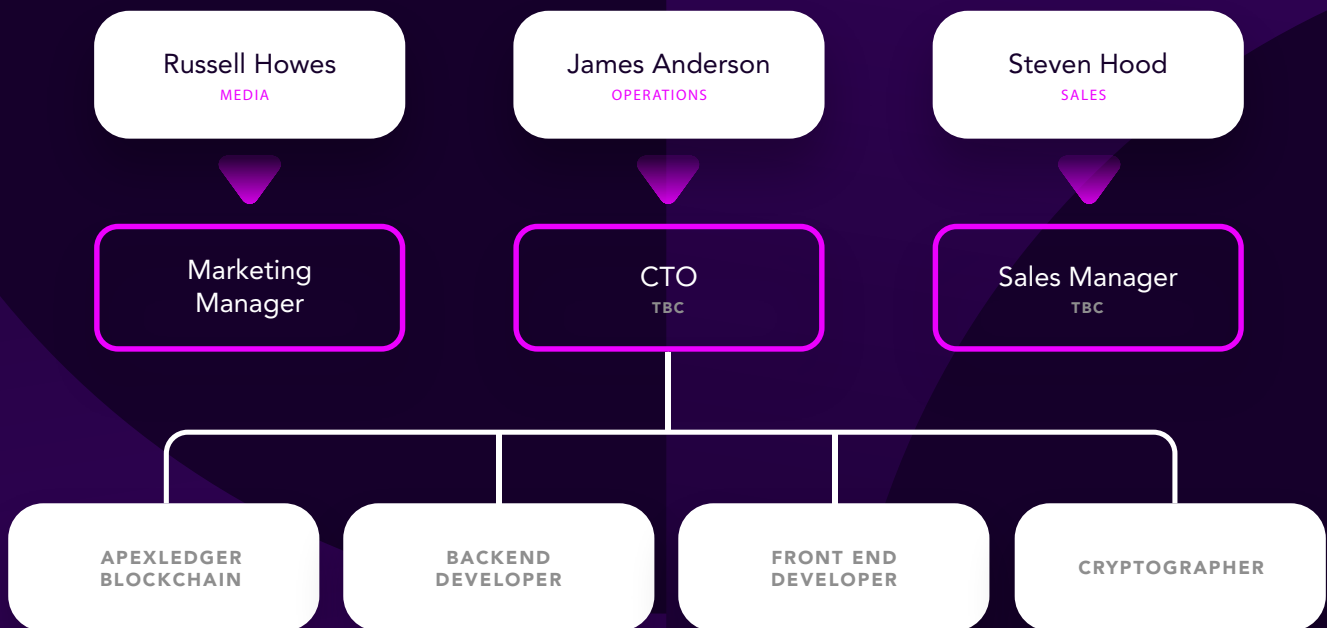 Russell Howes
MEDIA
James Anderson
OPERATIONS
Steven Hood
SALES
Marketing
Manager
CTO
TBC
Sales Manager
TBC
APEXLEDGER
BLOCKCHAIN
BACKEND
DEVELOPER
FRONT END
DEVELOPER
CRYPTOGRAPHER